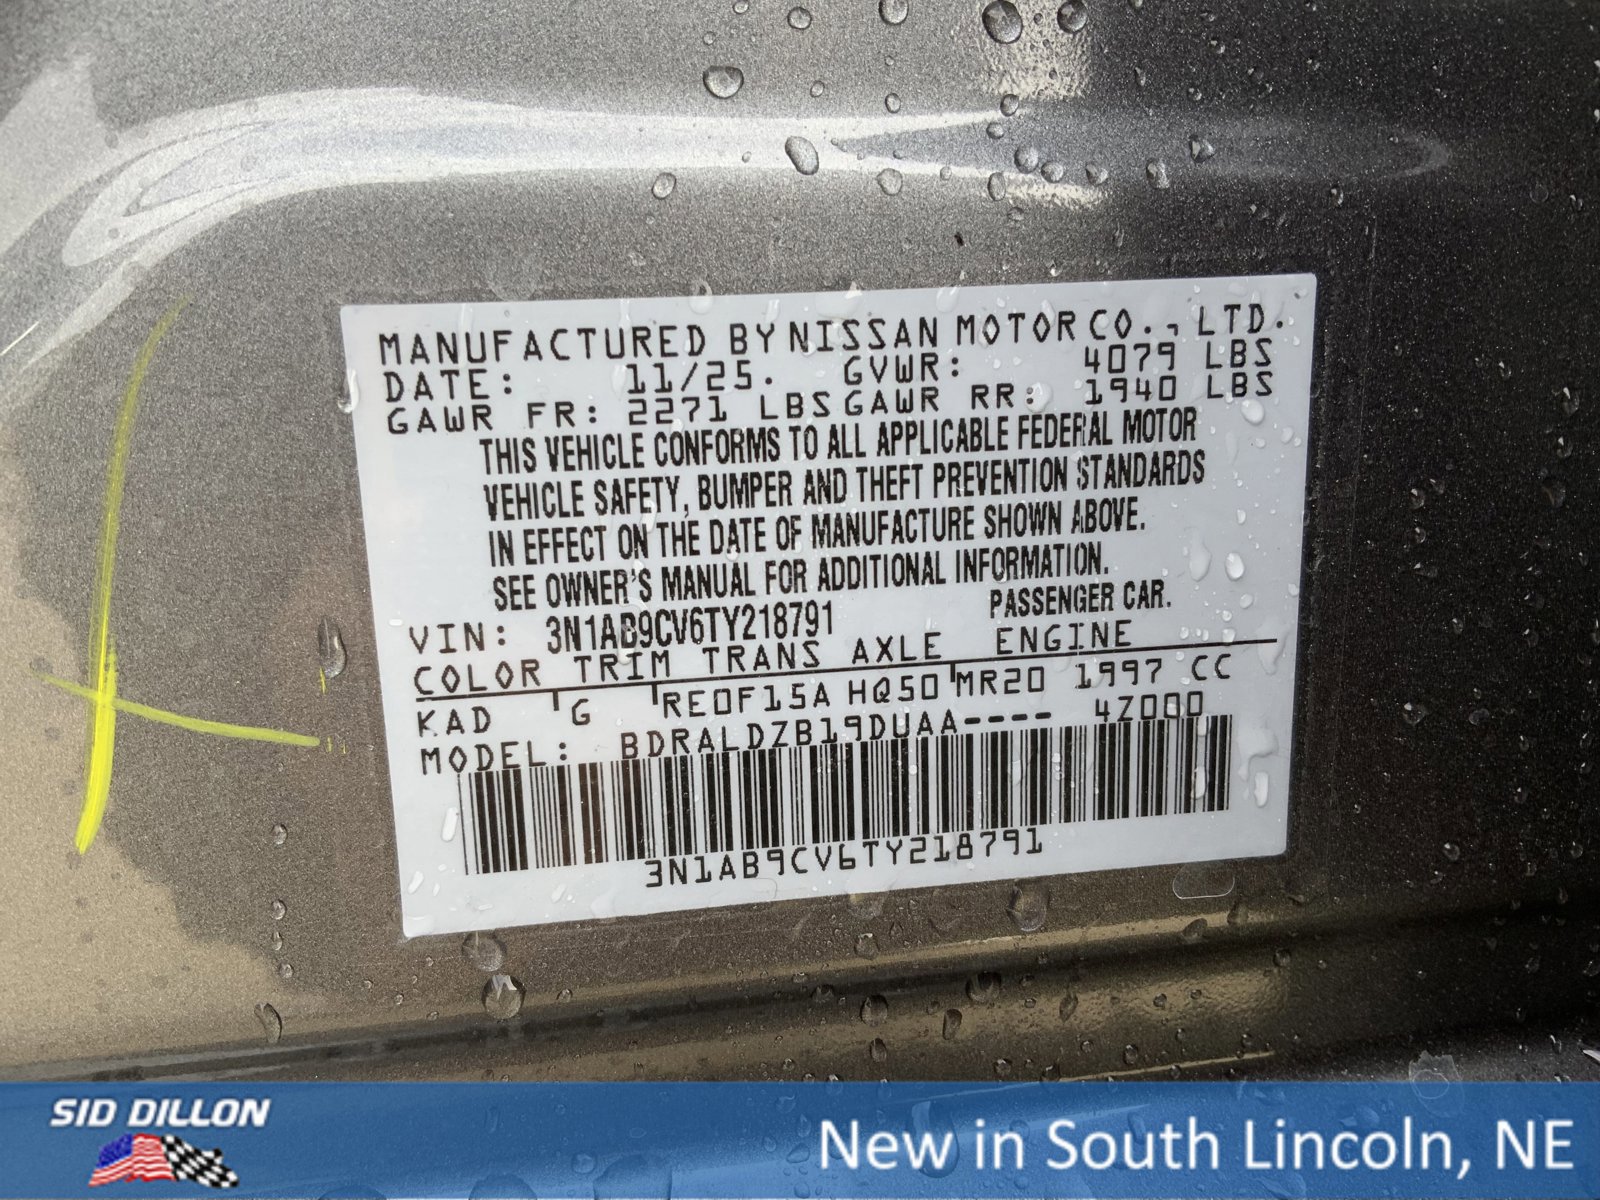 MANUFACTURED BY NISSAN MOTOR CO., LTD.
DATE: 11/25. GVWR: 4079 LBS
GAWR FR: 2271 LBS GAWR RR: 1940 LBS
THIS VEHICLE CONFORMS TO ALL APPLICABLE FEDERAL MOTOR
VEHICLE SAFETY, BUMPER AND THEFT PREVENTION STANDARDS
IN EFFECT ON THE DATE OF MANUFACTURE SHOWN ABOVE.
SEE OWNER'S MANUAL FOR ADDITIONAL INFORMATION.
VIN: 3N1AB9CV6TY218791 PASSENGER CAR.
COLOR TRIM TRANS AXLE ENGINE
KAD G RE0F15A HQ50 MR20 1997 CC
MODEL: BDRALDZB19DUAA---- 4Z000
3N1AB9CV6TY218791
SID DILLON
New in South Lincoln, NE